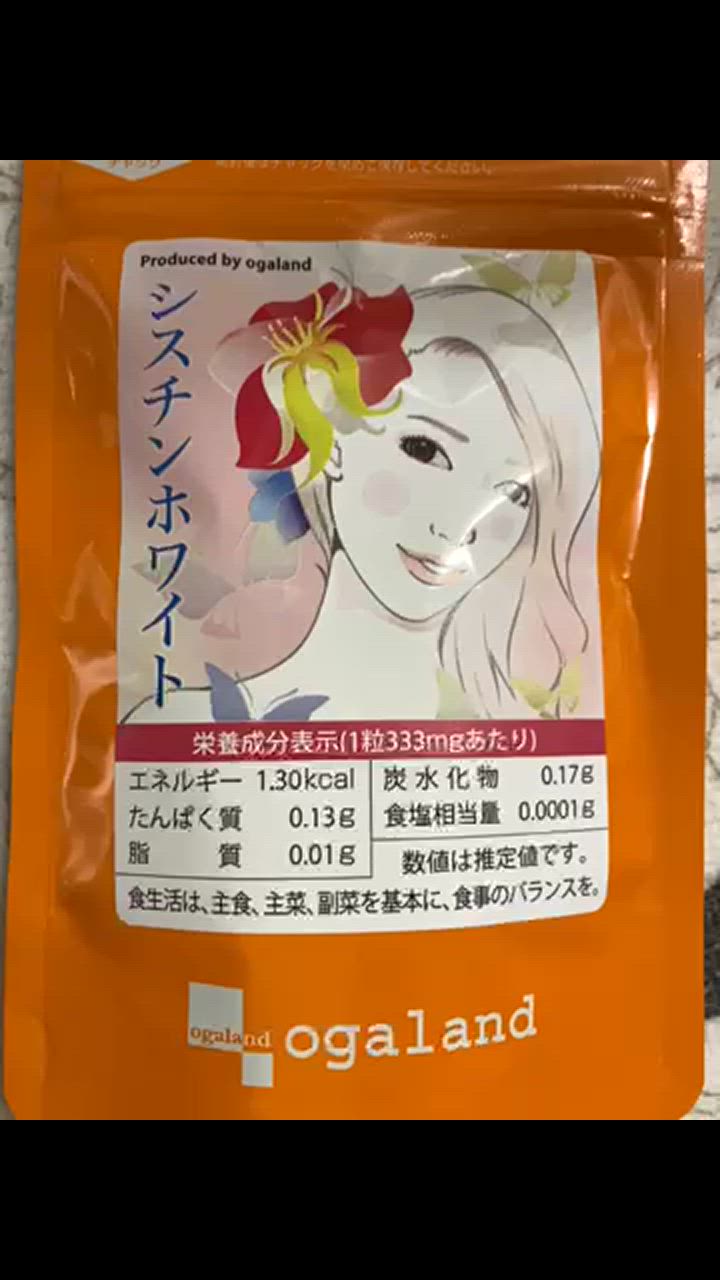 チャック
Produced by ogaland
システンホワイト
栄養成分表示(1粒333mgあたり)
エネルギー 1.30kcal
たんぱく質 0.13g
脂 質 0.01g
炭水化物 0.17g
食塩相当量 0.0001g
数値は推定値です。
食生活は、主食、主菜、副菜を基本に、食事のバランスを。
ogaland
ogaland